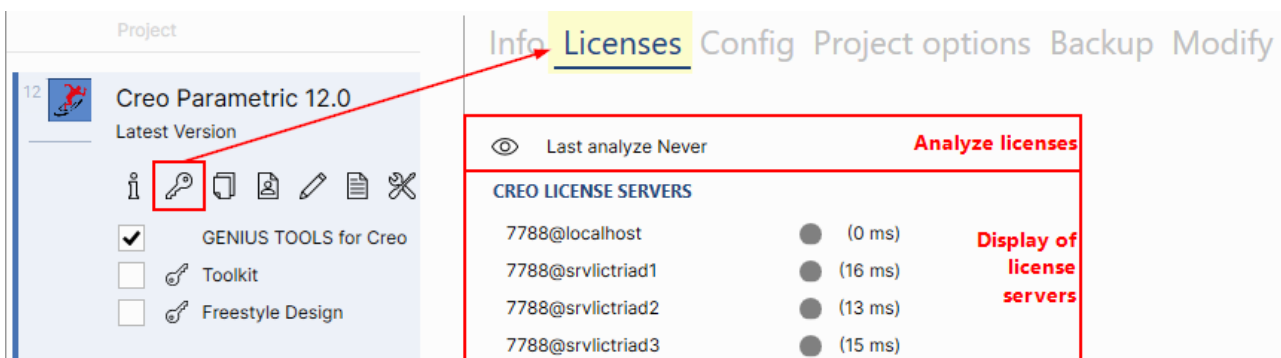 Project
12
Creo Parametric 12.0
Latest Version
GENIUS TOOLS for Creo
Toolkit
Freestyle Design
Info Licenses Config Project options Backup Modify
Last analyze Never
Analyze licenses
CREO LICENSE SERVERS
7788@localhost (0 ms)
7788@srvlictriad1 (16 ms)
7788@srvlictriad2 (13 ms)
7788@srvlictriad3 (15 ms)
Display of
license
servers